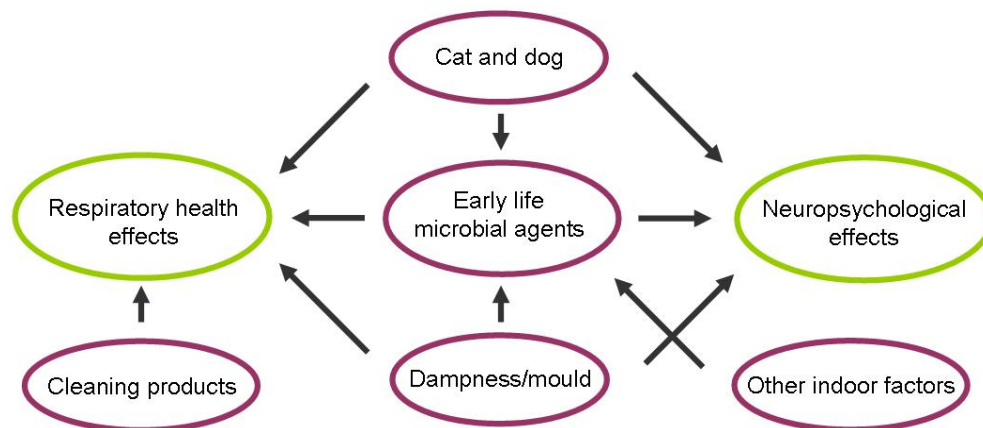 Cat and dog
Respiratory health
effects
Early life
microbial agents
Neuropsychological
effects
Cleaning products
Dampness/mould
Other indoor factors